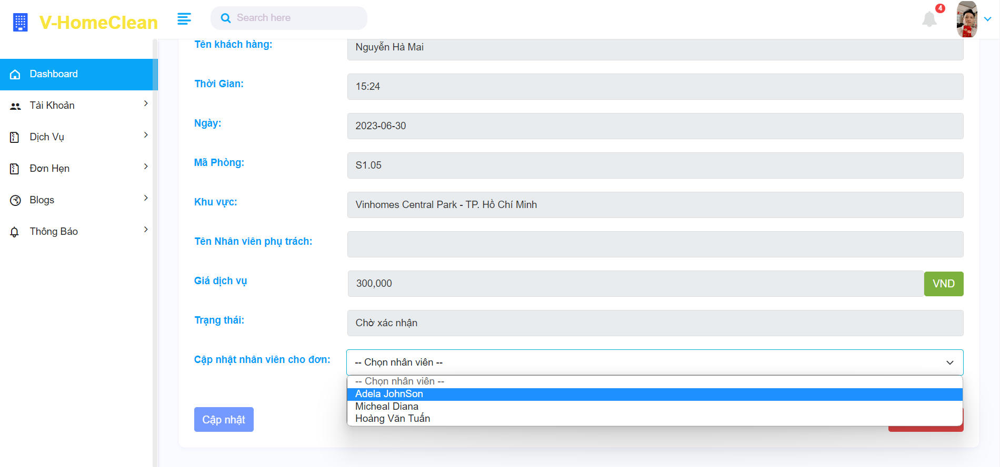 V-HomeClean
Search here
4
Dashboard
Tài Khoản
Dịch Vụ
Đơn Hẹn
Blogs
Thông Báo
Tên khách hàng: Nguyễn Hà Mai
Thời Gian: 15:24
Ngày: 2023-06-30
Mã Phòng: S1.05
Khu vực: Vinhomes Central Park - TP. Hồ Chí Minh
Tên Nhân viên phụ trách:
Giá dịch vụ 300,000 VND
Trạng thái: Chờ xác nhận
Cập nhật nhân viên cho đơn: -- Chọn nhân viên --
-- Chọn nhân viên --
Adela JohnSon
Micheal Diana
Hoàng Văn Tuấn
Cập nhật